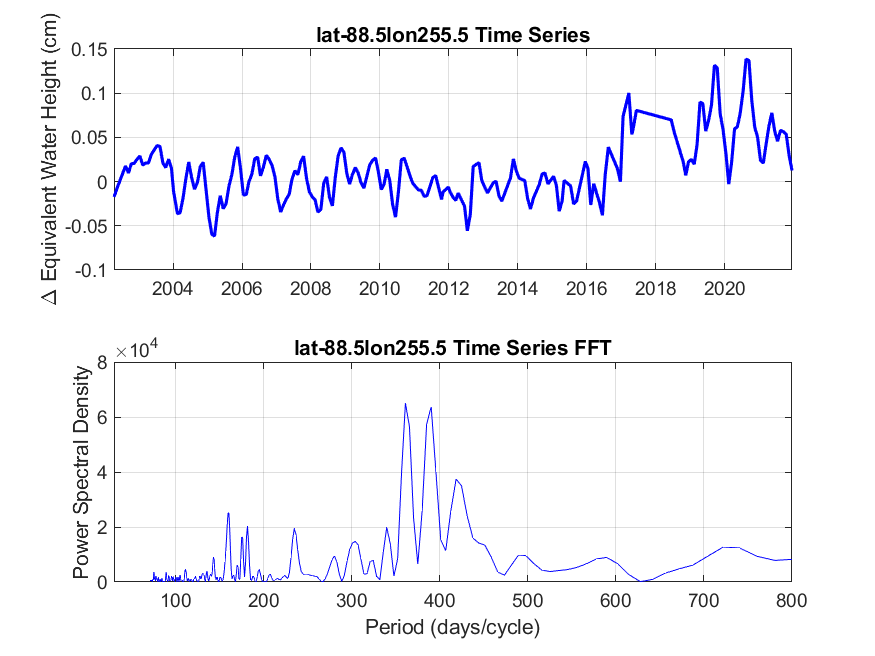 lat-88.5lon255.5 Time Series
Δ Equivalent Water Height (cm)
0.15
0.1
0.05
0
-0.05
-0.1
2004 2006 2008 2010 2012 2014 2016 2018 2020
lat-88.5lon255.5 Time Series FFT
×10^4
Power Spectral Density
8
6
4
2
0
100 200 300 400 500 600 700 800
Period (days/cycle)